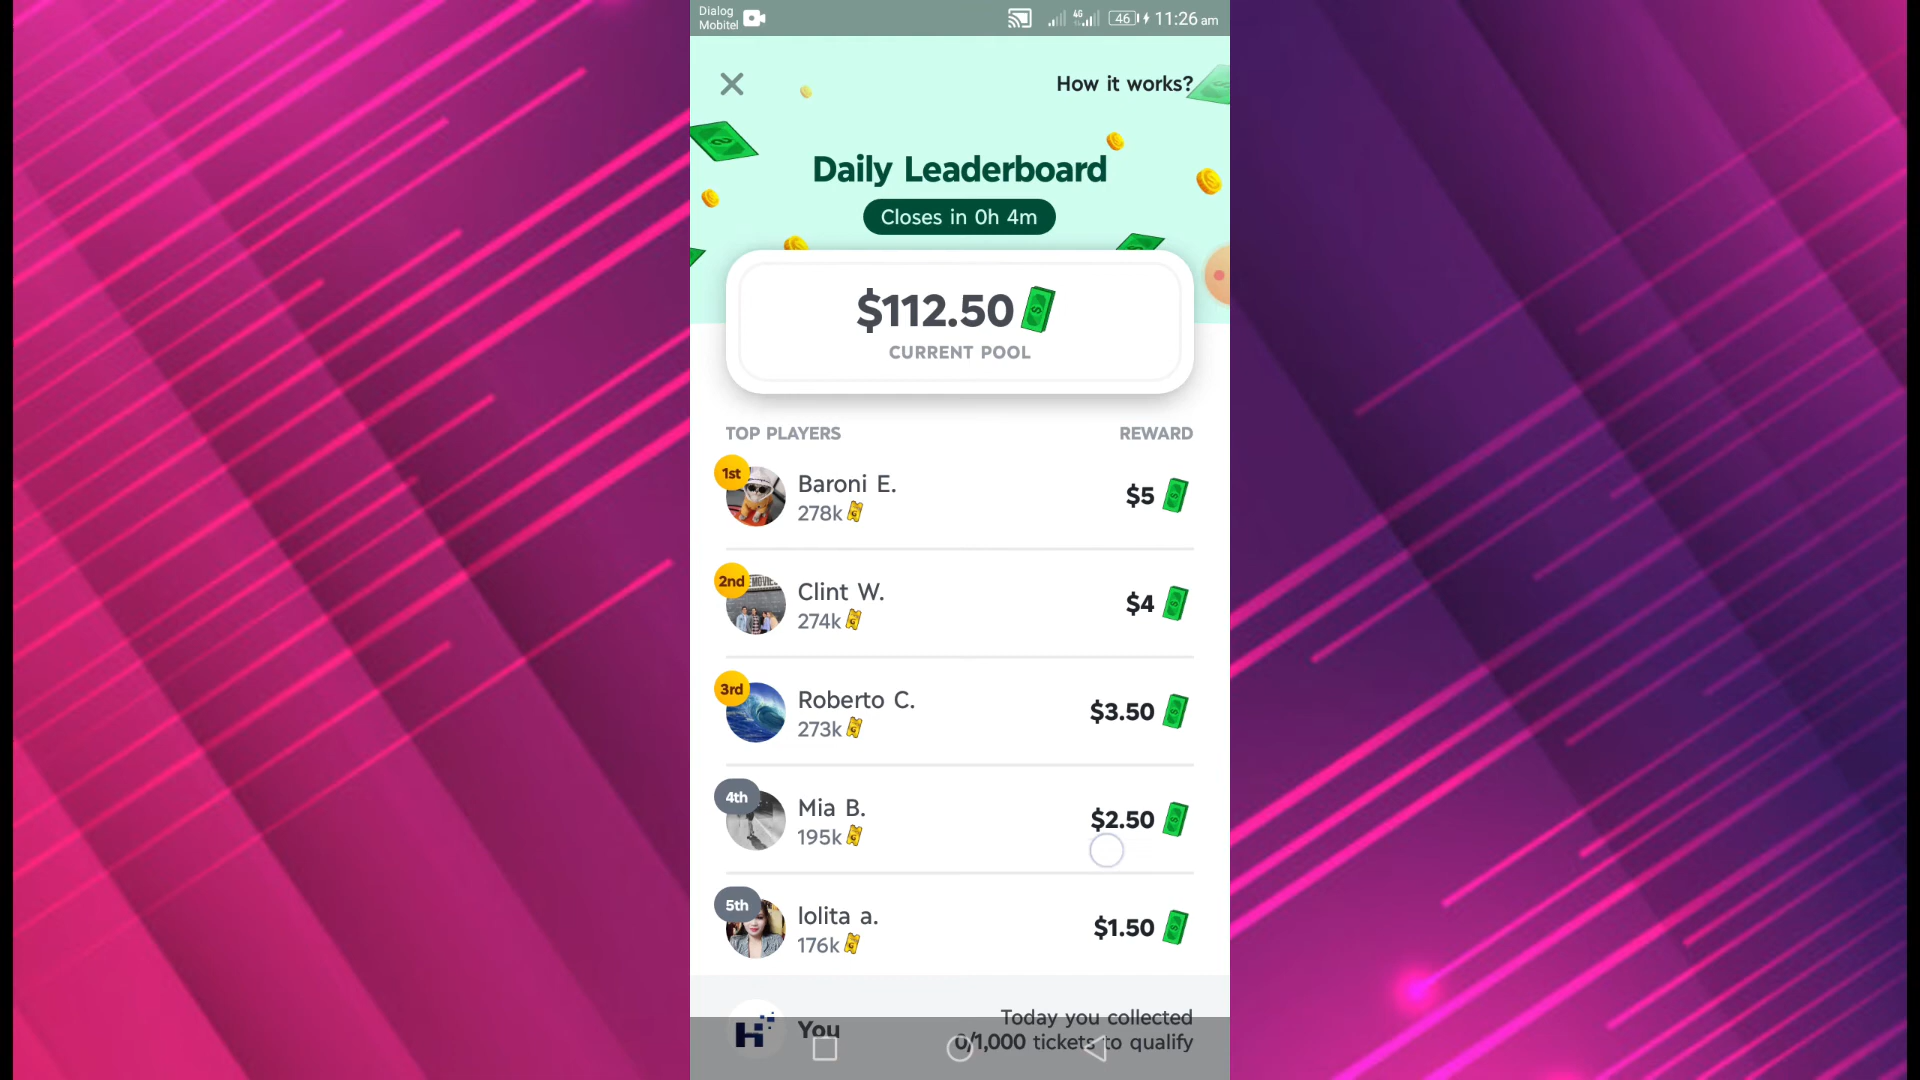 Dialog
Mobitel
4G
46
11:26 am
How it works?
Daily Leaderboard
Closes in 0h 4m
$112.50
CURRENT POOL
TOP PLAYERS
REWARD
1st
Baroni E.
278k
$5
2nd
Clint W.
274k
$4
3rd
Roberto C.
273k
$3.50
4th
Mia B.
195k
$2.50
5th
lolita a.
176k
$1.50
H
You
Today you collected
0/1,000 tickets to qualify